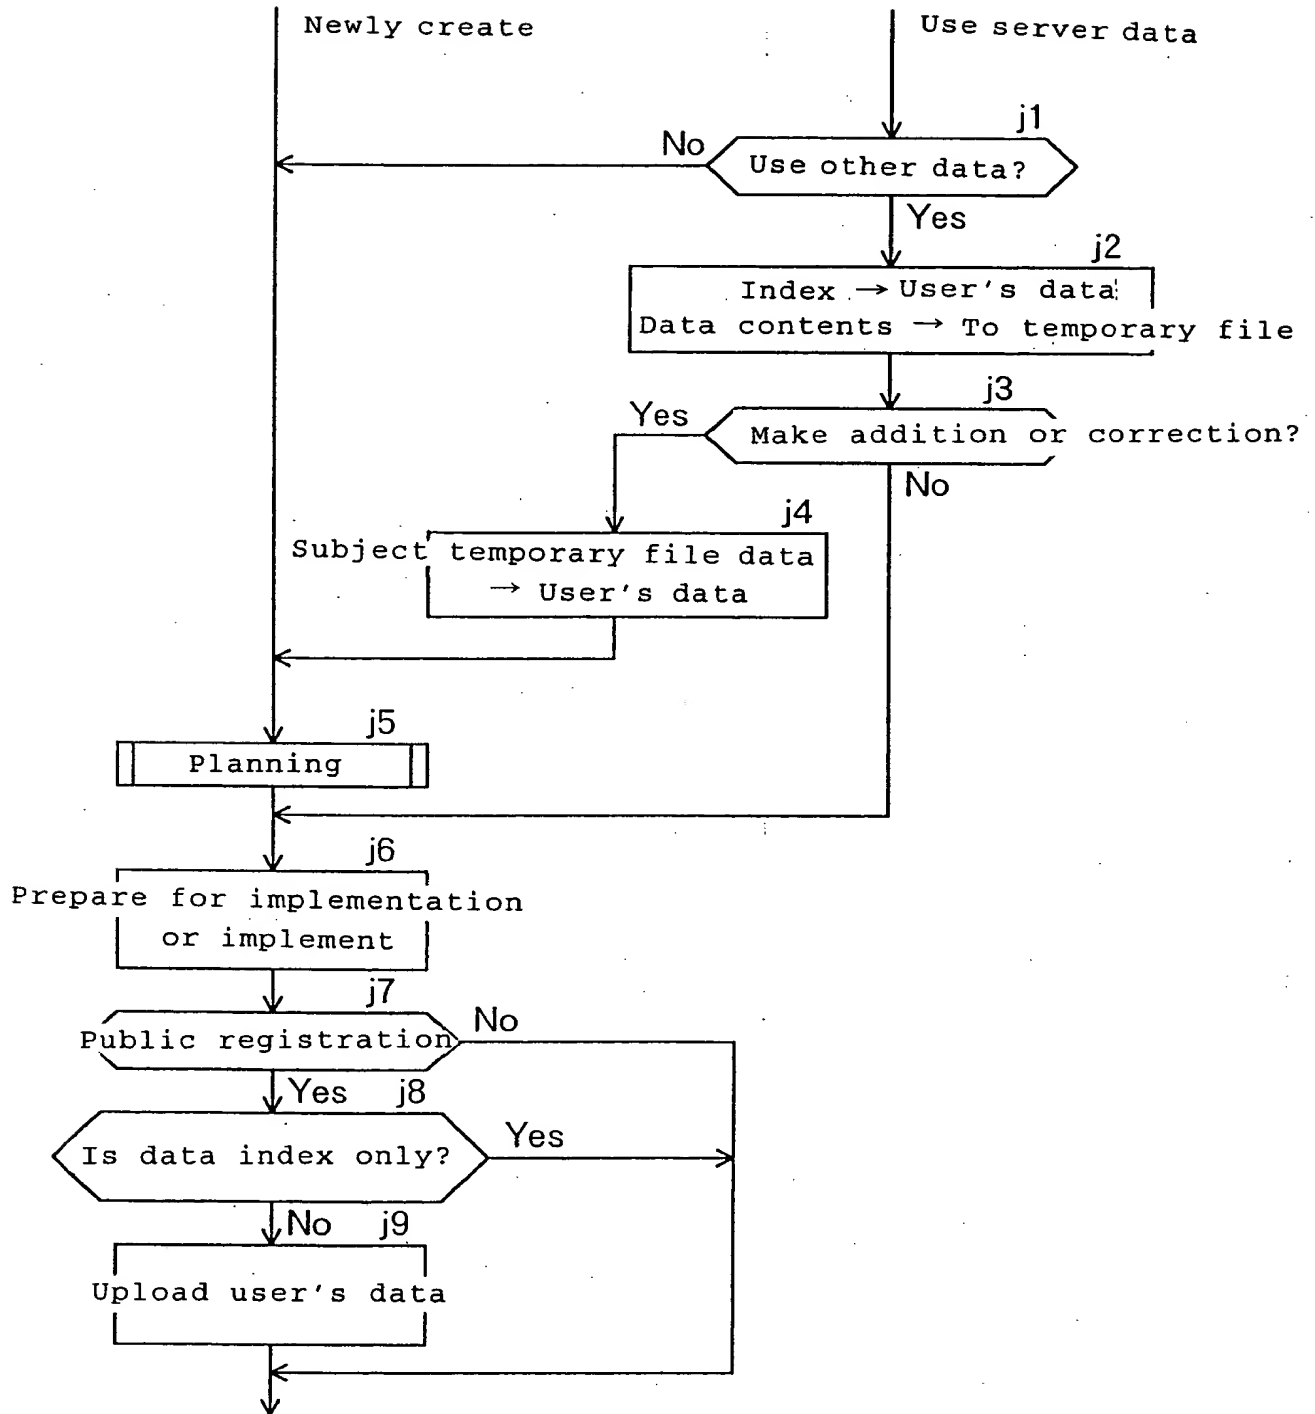 Newly create
Use server data
j1
No
Use other data?
Yes
j2
Index → User's data
Data contents → To temporary file
j3
Yes
Make addition or correction?
No
j4
Subject temporary file data
→ User's data
j5
Planning
j6
Prepare for implementation
or implement
j7
No
Public registration
Yes
j8
Yes
Is data index only?
No
j9
Upload user's data